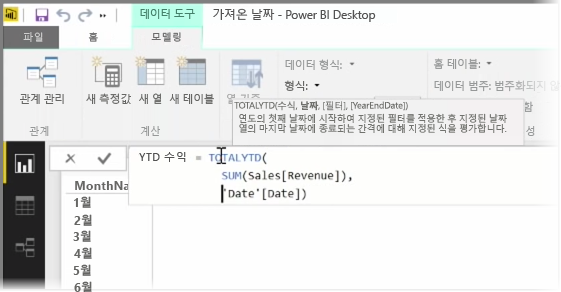 데이터 도구
가져온 날짜 - Power BI Desktop
파일
홈
모델링
관계 관리
새 측정값
새 열
새 테이블
데이터 형식:
형식:
홈 테이블:
데이터 범주: 범주화되지 않
관계
계산
TOTALYTD(수식, 날짜, [필터], [YearEndDate])
연도의 첫째 날짜에 시작하여 지정된 필터를 적용한 후 지정된 날짜
열의 마지막 날짜에 종료되는 간격에 대해 지정된 식을 평가합니다.
YTD 수익 = TOTALYTD(
SUM(Sales[Revenue]),
'Date'[Date])
MonthNa
1월
2월
3월
4월
5월
6월